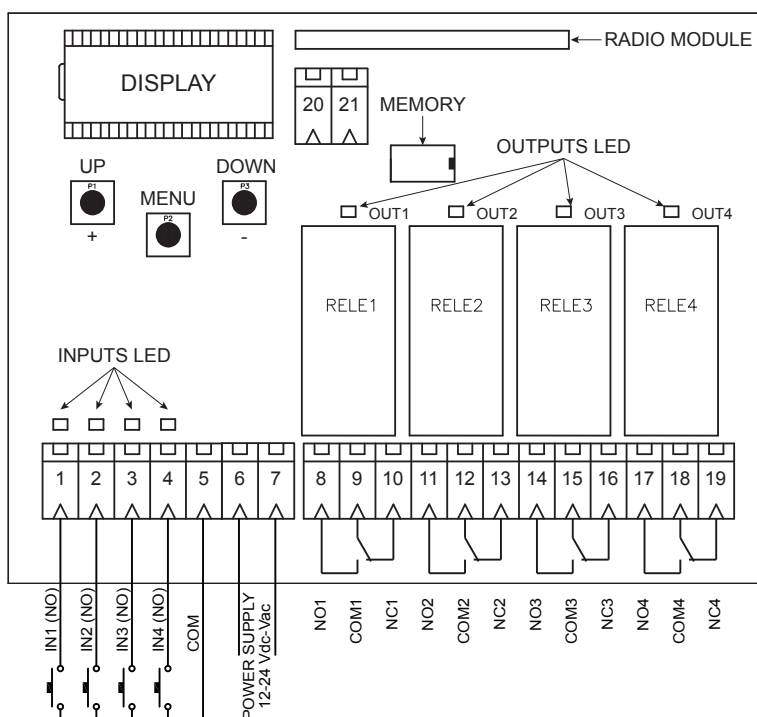 RADIO MODULE
DISPLAY
20 21
MEMORY
OUTPUTS LED
UP
DOWN
MENU
P1
P2
P3
+
-
OUT1
OUT2
OUT3
OUT4
RELE1
RELE2
RELE3
RELE4
INPUTS LED
1 2 3 4 5 6 7 8 9 10 11 12 13 14 15 16 17 18 19
IN1 (NO)
IN2 (NO)
IN3 (NO)
IN4 (NO)
COM
POWER SUPPLY
12-24 Vdc-Vac
NO1
COM1
NC1
NO2
COM2
NC2
NO3
COM3
NC3
NO4
COM4
NC4